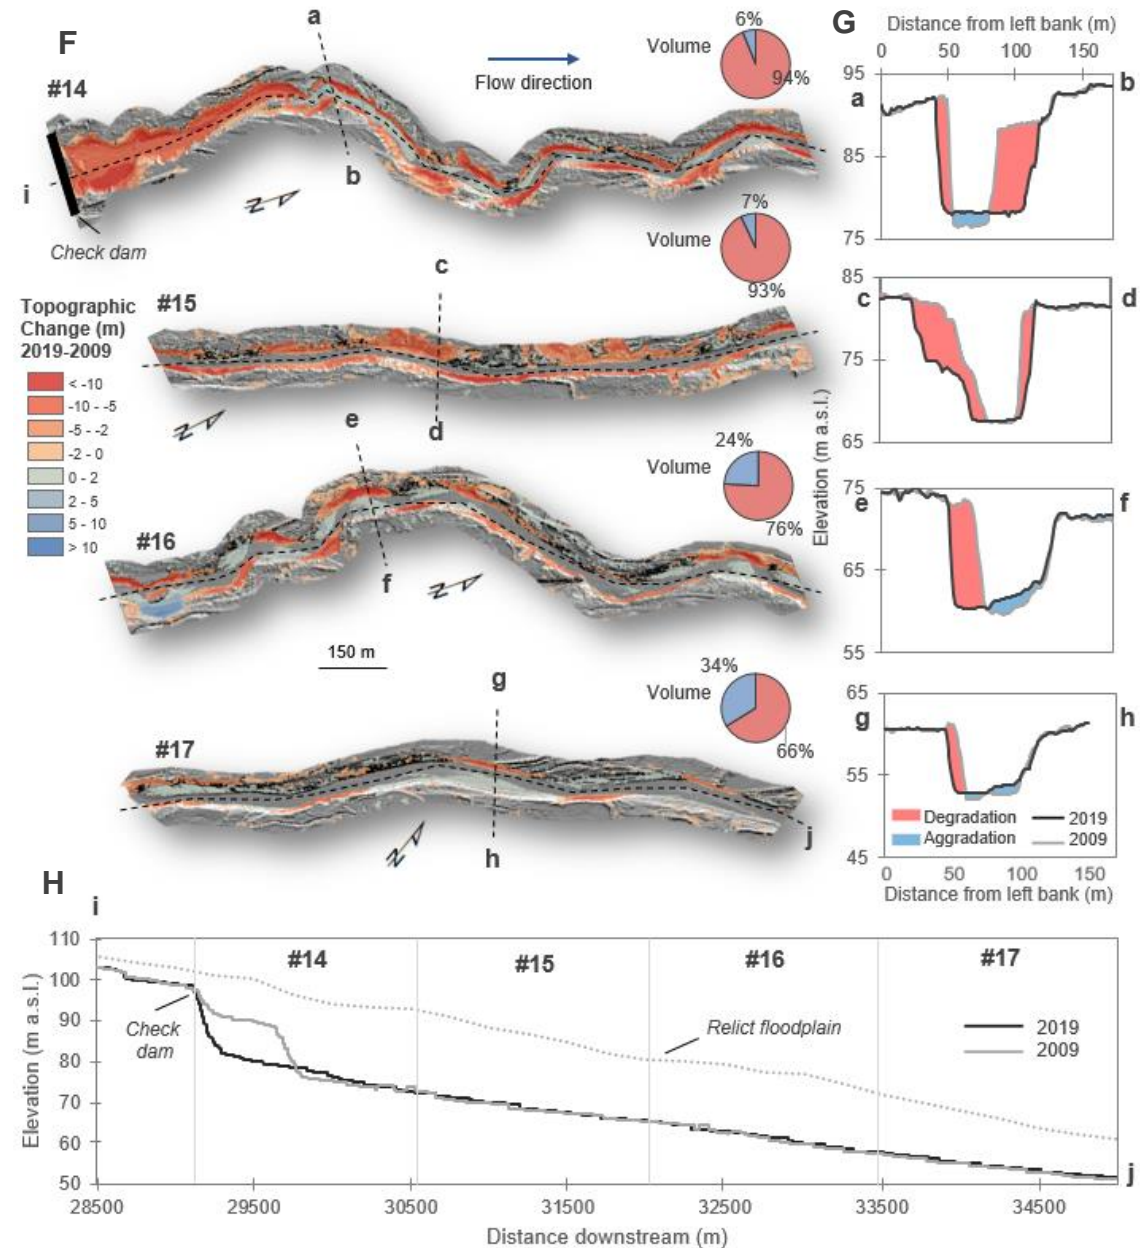 F
#14
a
Flow direction
Volume
6%
94%
i
b
N
Check dam
Volume
7%
93%
Topographic
Change (m)
2019-2009
< -10
-10 - -5
-5 - -2
-2 - 0
0 - 2
2 - 5
5 - 10
> 10
#15
c
d
N
Volume
24%
76%
#16
e
f
N
150 m
Volume
34%
66%
#17
g
h
j
N
G
Distance from left bank (m)
0 50 100 150
95
85
75
a
b
85
75
65
c
d
Elevation (m a.s.l.)
75
65
55
e
f
65
55
45
g
h
Degradation
Aggradation
2019
2009
0 50 100 150
Distance from left bank (m)
H
i
110
100
90
80
70
60
50
Elevation (m a.s.l.)
#14 #15 #16 #17
Check
dam
Relict floodplain
2019
2009
j
28500 29500 30500 31500 32500 33500 34500
Distance downstream (m)